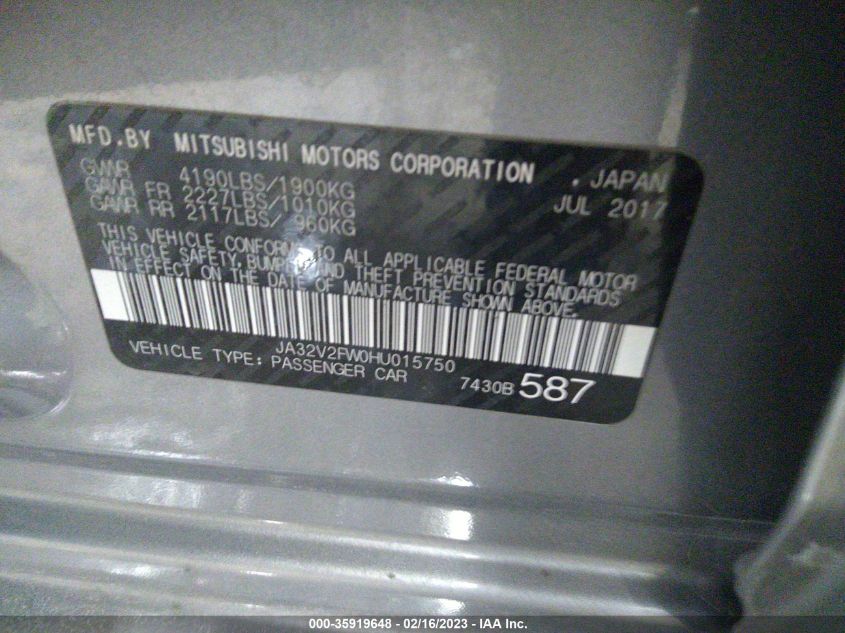 MFD.BY MITSUBISHI MOTORS CORPORATION . JAPAN
GVWR 4190LBS/1900KG JUL 2017
GAWR FR 2227LBS/1010KG
GAWR RR 2117LBS/ 960KG
THIS VEHICLE CONFORMS TO ALL APPLICABLE FEDERAL MOTOR
VEHICLE SAFETY, BUMPER, AND THEFT PREVENTION STANDARDS
IN EFFECT ON THE DATE OF MANUFACTURE SHOWN ABOVE.
JA32V2FW0HU015750
VEHICLE TYPE: PASSENGER CAR 7430B 587
000-35919648 - 02/16/2023 - IAA Inc.